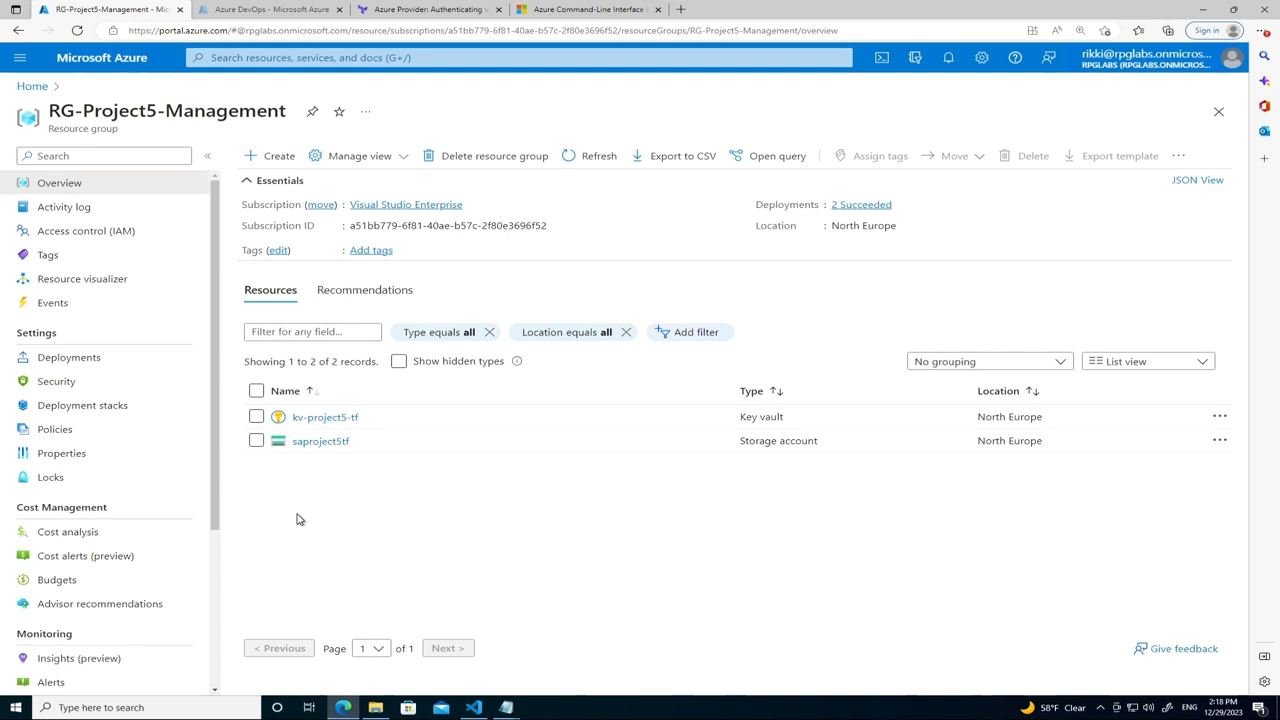 RG-Project5-Management - Mic
Azure DevOps - Microsoft Azure
Azure Provider: Authenticating v
Azure Command-Line Interface
https://portal.azure.com/#@rpglabs.onmicrosoft.com/resource/subscriptions/a51bb779-6f81-40ae-b57c-2f80e3696f52/resourceGroups/RG-Project5-Management/overview
Sign in
Microsoft Azure
Search resources, services, and docs (G+/)
rikki@rpglabs.onmicros...
RPGLABS (RPGLABS.ONMICROS...
Home
RG-Project5-Management
Resource group
Search
Create
Manage view
Delete resource group
Refresh
Export to CSV
Open query
Assign tags
Move
Delete
Export template
Overview
Activity log
Access control (IAM)
Tags
Resource visualizer
Events
Settings
Deployments
Security
Deployment stacks
Policies
Properties
Locks
Cost Management
Cost analysis
Cost alerts (preview)
Budgets
Advisor recommendations
Monitoring
Insights (preview)
Alerts
Essentials
JSON View
Subscription (move) : Visual Studio Enterprise
Deployments : 2 Succeeded
Subscription ID : a51bb779-6f81-40ae-b57c-2f80e3696f52
Location : North Europe
Tags (edit) : Add tags
Resources Recommendations
Filter for any field...
Type equals all
Location equals all
Add filter
Showing 1 to 2 of 2 records.
Show hidden types
No grouping
List view
Name Type Location
kv-project5-tf Key vault North Europe
saproject5tf Storage account North Europe
< Previous Page 1 of 1 Next >
Give feedback
Type here to search
58°F Clear
ENG
2:18 PM
12/29/2023